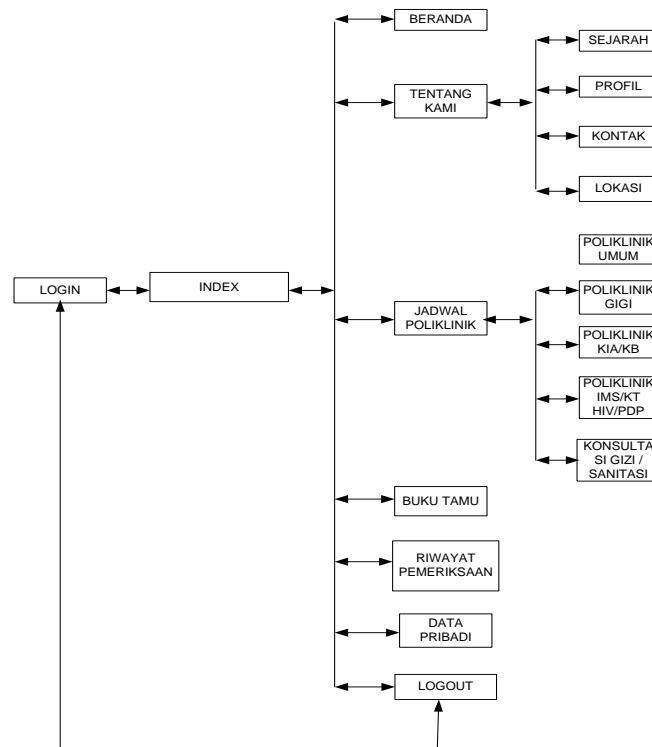 BERANDA
TENTANG
KAMI
SEJARAH
PROFIL
KONTAK
LOKASI
LOGIN
INDEX
JADWAL
POLIKLINIK
POLIKLINIK
UMUM
POLIKLINIK
GIGI
POLIKLINIK
KIA/KB
POLIKLINIK
IMS/KT
HIV/PDP
KONSULTA
SI GIZI /
SANITASI
BUKU TAMU
RIWAYAT
PEMERIKSAAN
DATA
PRIBADI
LOGOUT